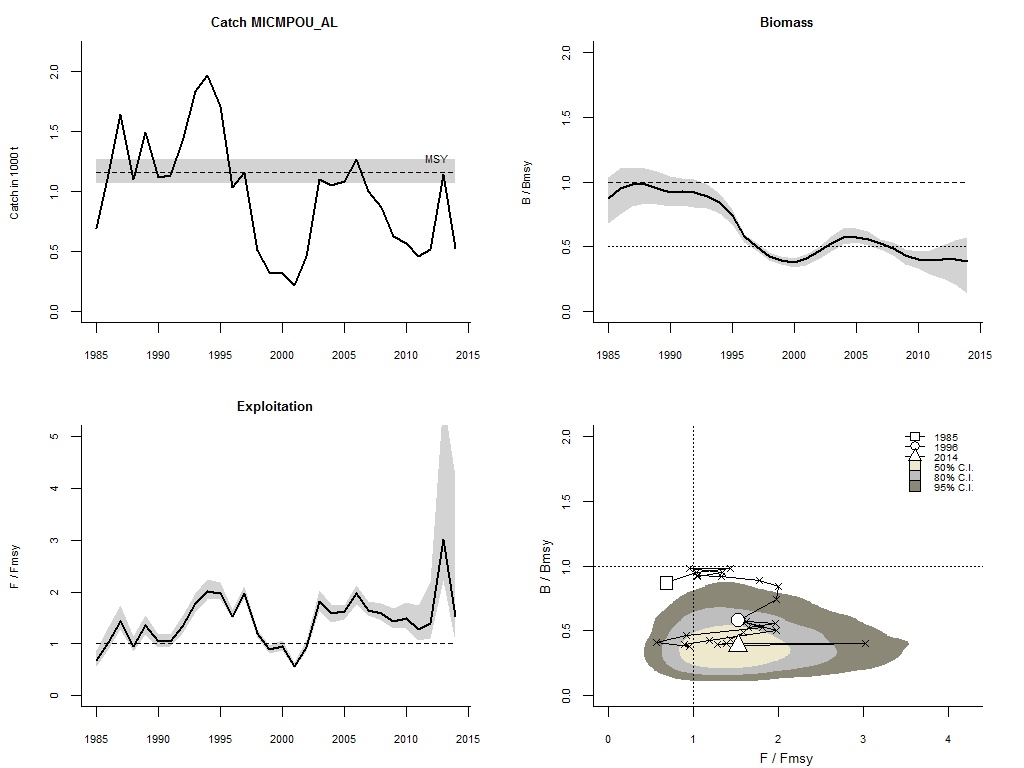 Catch MICMPOU_AL
Catch in 1000 t
2.0
1.5
1.0
0.5
0.0
MSY
1985 1990 1995 2000 2005 2010 2015
Biomass
B / Bmsy
2.0
1.5
1.0
0.5
0.0
1985 1990 1995 2000 2005 2010 2015
Exploitation
F / Fmsy
5
4
3
2
1
0
1985 1990 1995 2000 2005 2010 2015
B / Bmsy
2.0
1.5
1.0
0.5
0.0
1985
1996
2014
50% C.I.
80% C.I.
95% C.I.
0 1 2 3 4
F / Fmsy